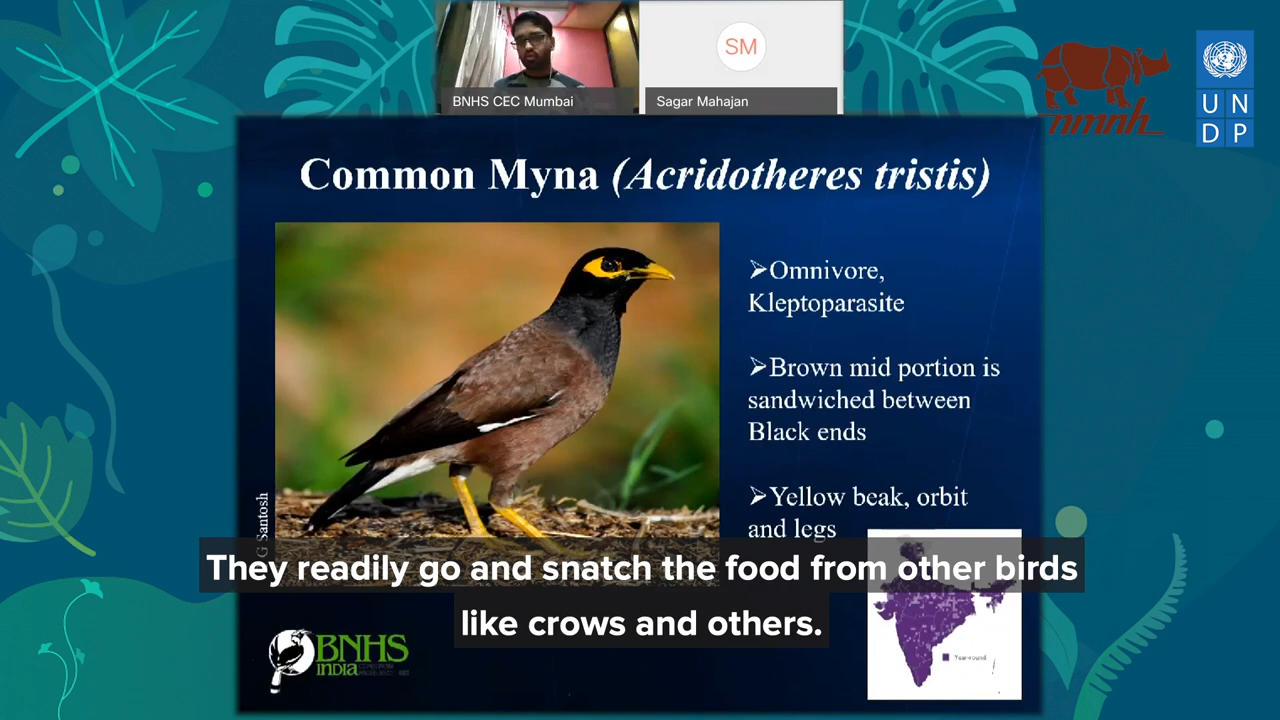 SM
BNHS CEC Mumbai
Sagar Mahajan
nmnh
U N
D P
Common Myna (Acridotheres tristis)
➢Omnivore,
Kleptoparasite
➢Brown mid portion is
sandwiched between
Black ends
➢Yellow beak, orbit
and legs
G Santosh
They readily go and snatch the food from other birds
like crows and others.
BNHS
INDIA
Year-round